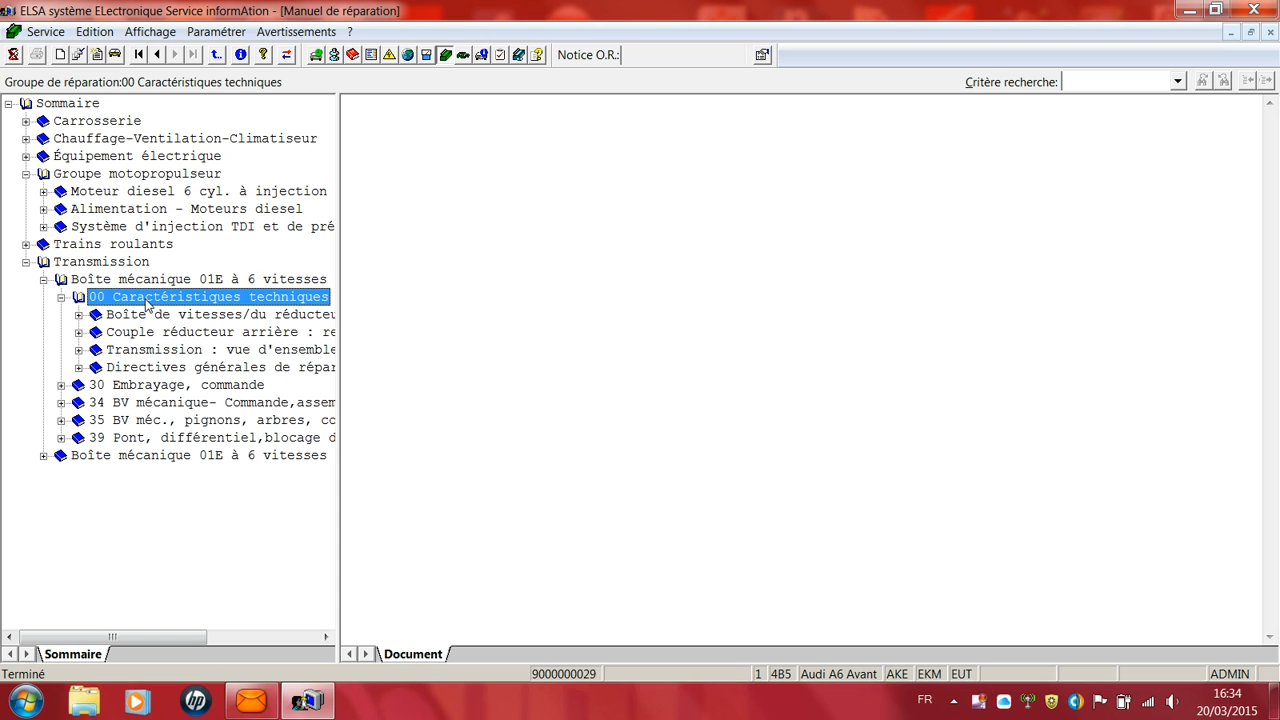 ELSA système ELectronique Service informAtion - [Manuel de réparation]
Service Edition Affichage Paramétrer Avertissements ?
Notice O.R.:
Groupe de réparation:00 Caractéristiques techniques
Critère recherche:
Sommaire
Carrosserie
Chauffage-Ventilation-Climatiseur
Équipement électrique
Groupe motopropulseur
Moteur diesel 6 cyl. à injection
Alimentation - Moteurs diesel
Système d'injection TDI et de pré
Trains roulants
Transmission
Boîte mécanique 01E à 6 vitesses
00 Caractéristiques techniques
Boîte de vitesses/du réducteu
Couple réducteur arrière : re
Transmission : vue d'ensemble
Directives générales de répar
30 Embrayage, commande
34 BV mécanique- Commande,assem
35 BV méc., pignons, arbres, co
39 Pont, différentiel,blocage d
Boîte mécanique 01E à 6 vitesses
Sommaire
Document
Terminé
9000000029
1
4B5
Audi A6 Avant
AKE
EKM
EUT
ADMIN
hp
FR
16:34
20/03/2015